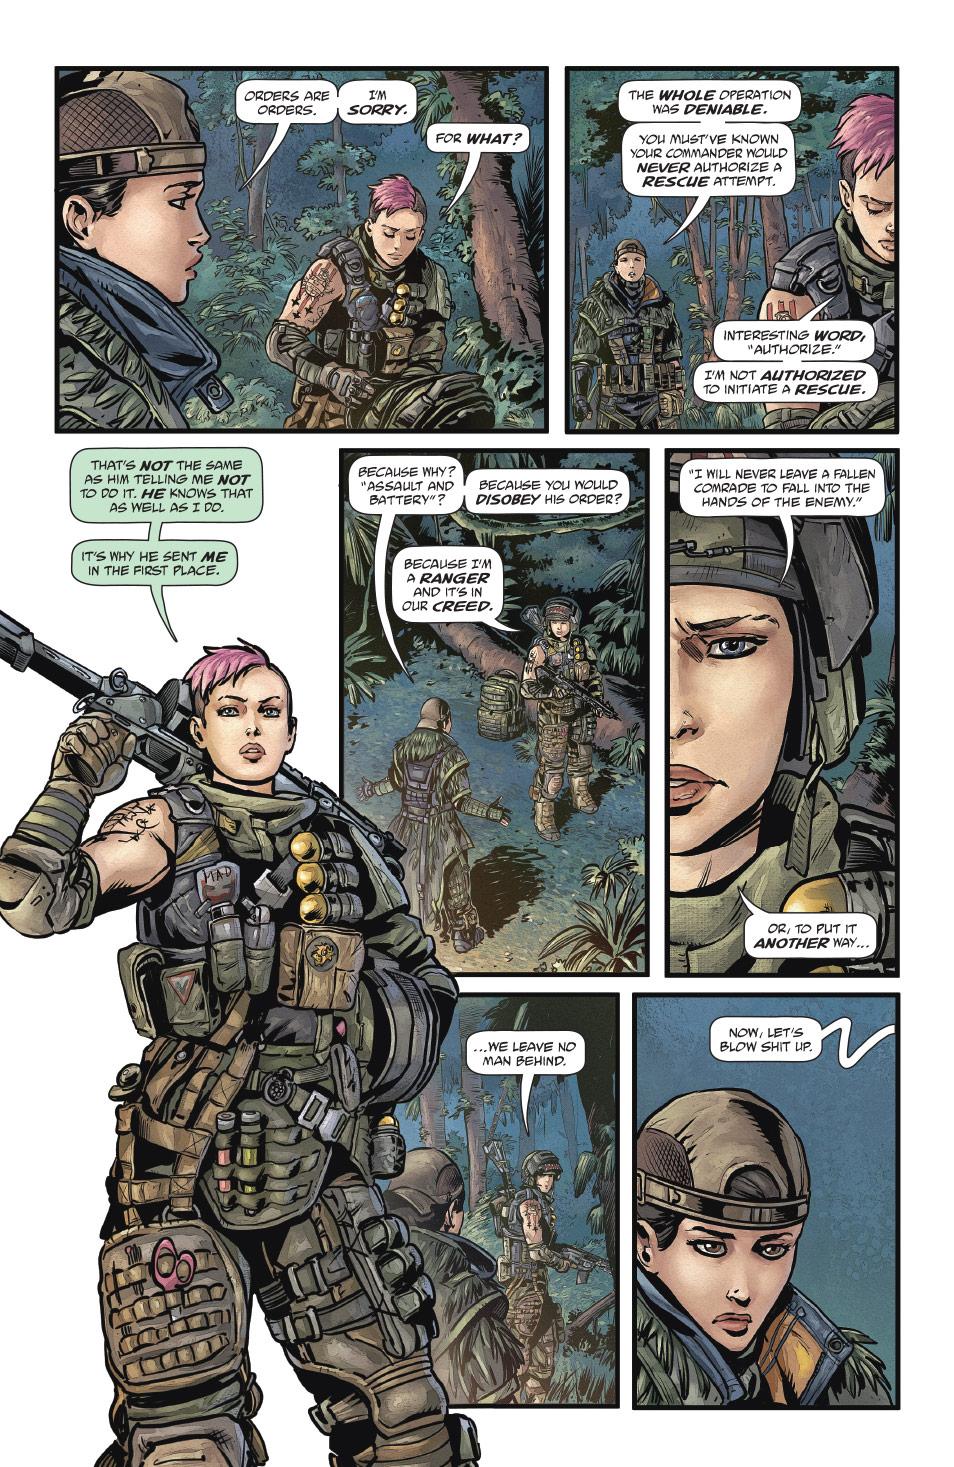 ORDERS ARE
ORDERS.
I'M
SORRY.
FOR WHAT?
THE WHOLE OPERATION
WAS DENIABLE.
YOU MUST'VE KNOWN
YOUR COMMANDER WOULD
NEVER AUTHORIZE A
RESCUE ATTEMPT.
INTERESTING WORD,
"AUTHORIZE."
I'M NOT AUTHORIZED
TO INITIATE A RESCUE.
THAT'S NOT THE SAME
AS HIM TELLING ME NOT
TO DO IT. HE KNOWS THAT
AS WELL AS I DO.
IT'S WHY HE SENT ME
IN THE FIRST PLACE.
BECAUSE WHY?
"ASSAULT AND
BATTERY"?
BECAUSE YOU WOULD
DISOBEY HIS ORDER?
BECAUSE I'M
A RANGER
AND IT'S IN
OUR CREED.
"I WILL NEVER LEAVE A FALLEN
COMRADE TO FALL INTO THE
HANDS OF THE ENEMY."
OR, TO PUT IT
ANOTHER WAY...
...WE LEAVE NO
MAN BEHIND.
NOW, LET'S
BLOW SHIT UP.